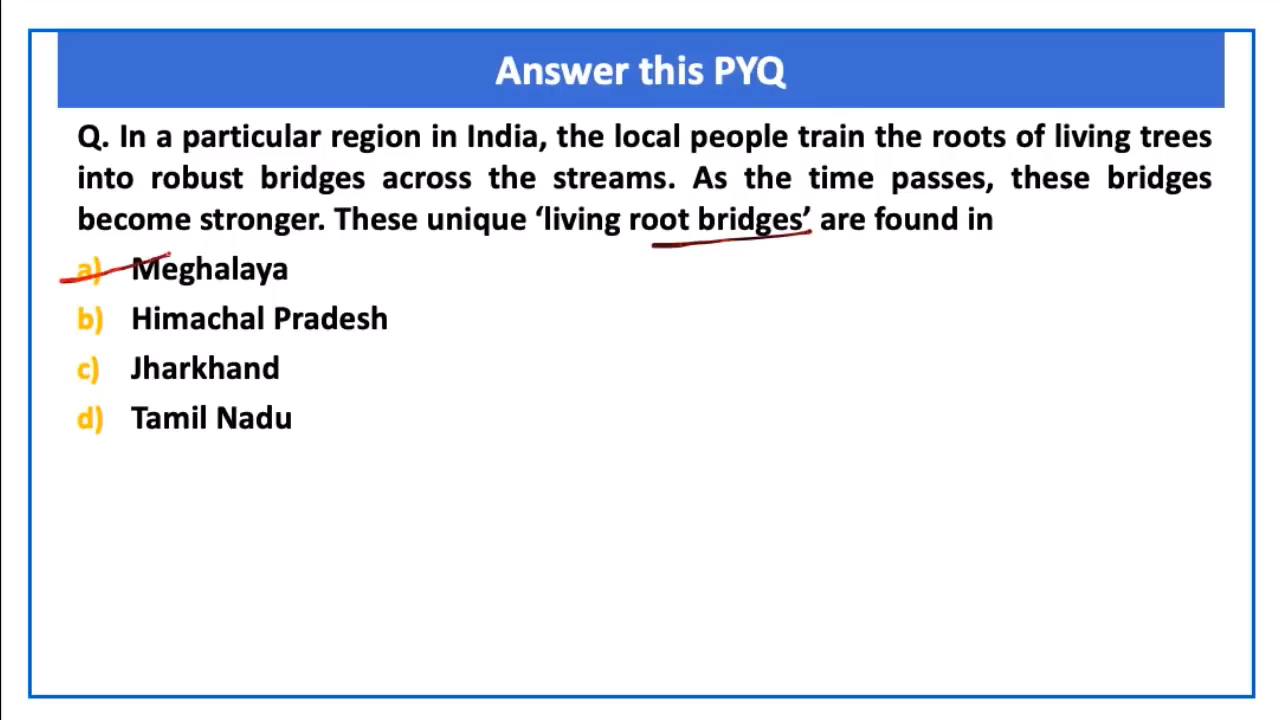 Answer this PYQ
Q. In a particular region in India, the local people train the roots of living trees
into robust bridges across the streams. As the time passes, these bridges
become stronger. These unique ‘living root bridges’ are found in
a) Meghalaya
b) Himachal Pradesh
c) Jharkhand
d) Tamil Nadu